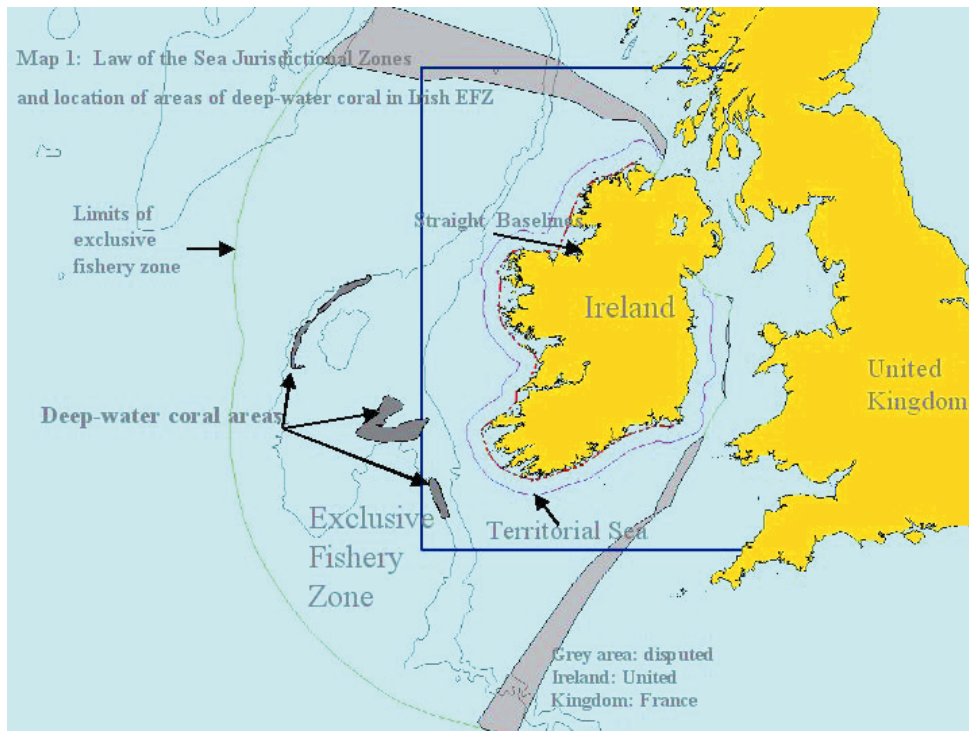 Map 1: Law of the Sea Jurisdictional Zones
and location of areas of deep-water coral in Irish EFZ
Limits of
exclusive
fishery zone
Straight Baselines
Ireland
United
Kingdom
Deep-water coral areas
Exclusive
Fishery
Zone
Territorial Sea
Grey area: disputed
Ireland: United
Kingdom: France